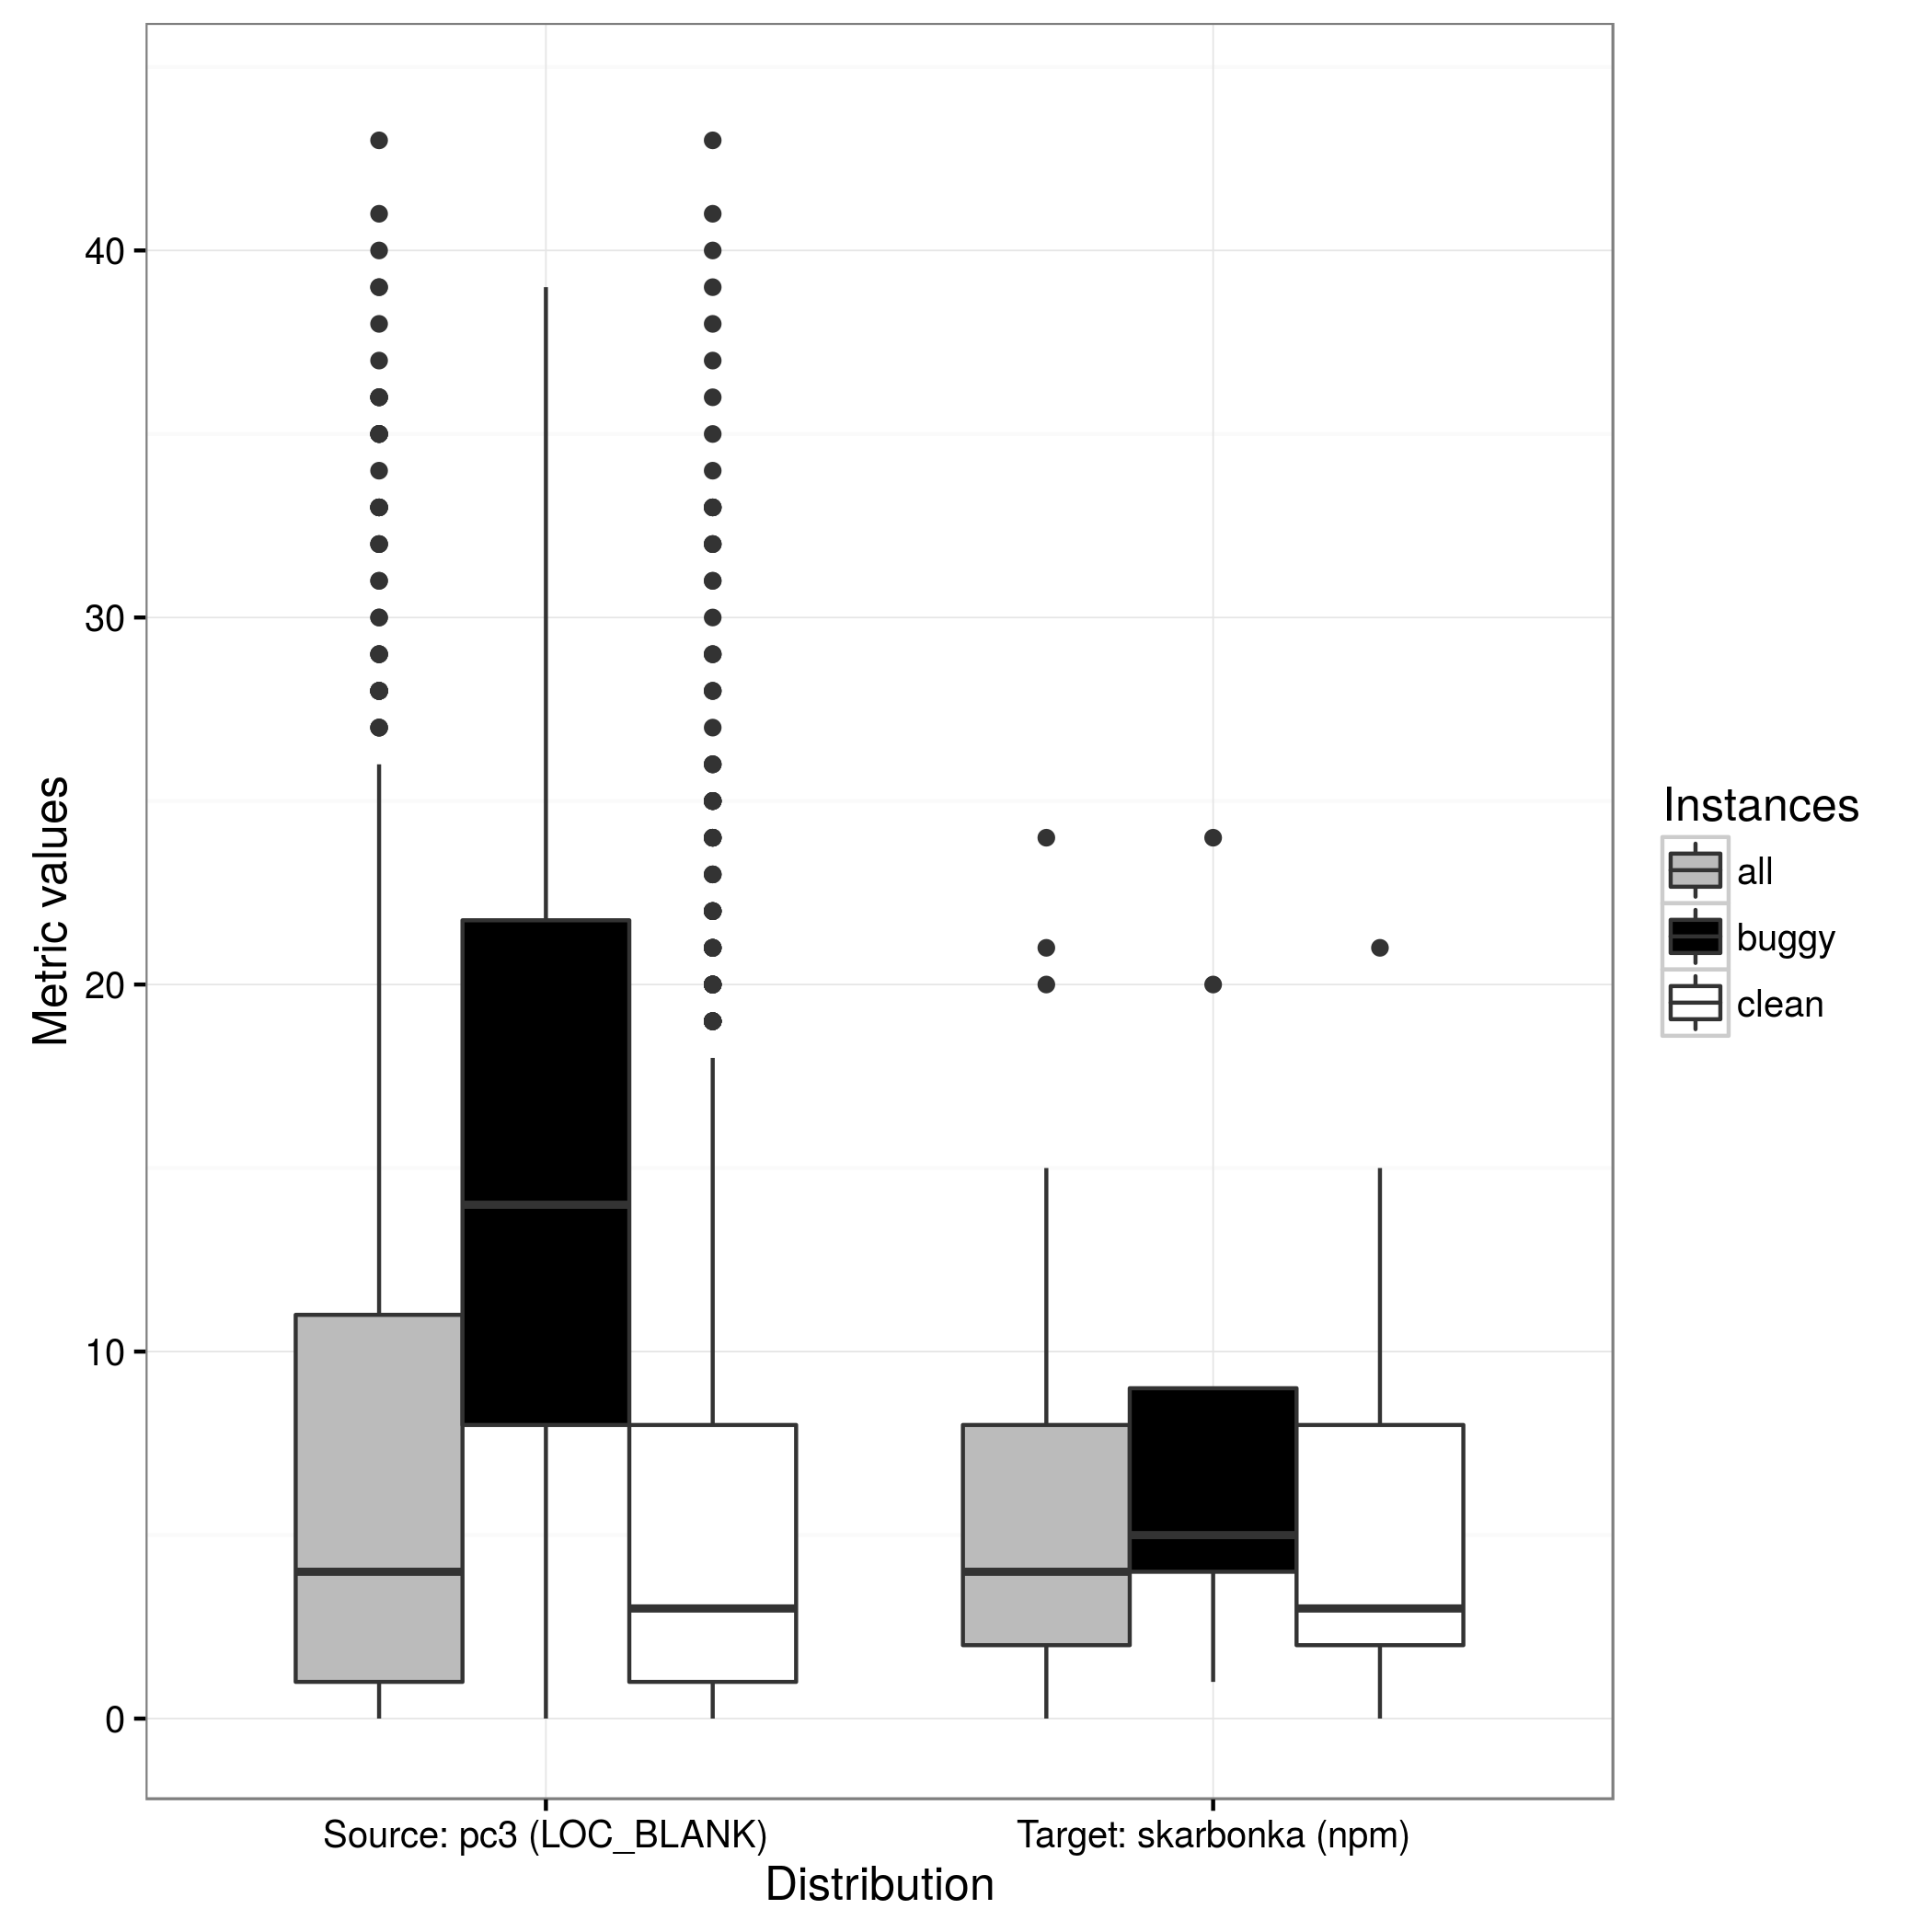 Metric values
40
30
20
10
0
Source: pc3 (LOC_BLANK)
Target: skarbonka (npm)
Distribution
Instances
all
buggy
clean